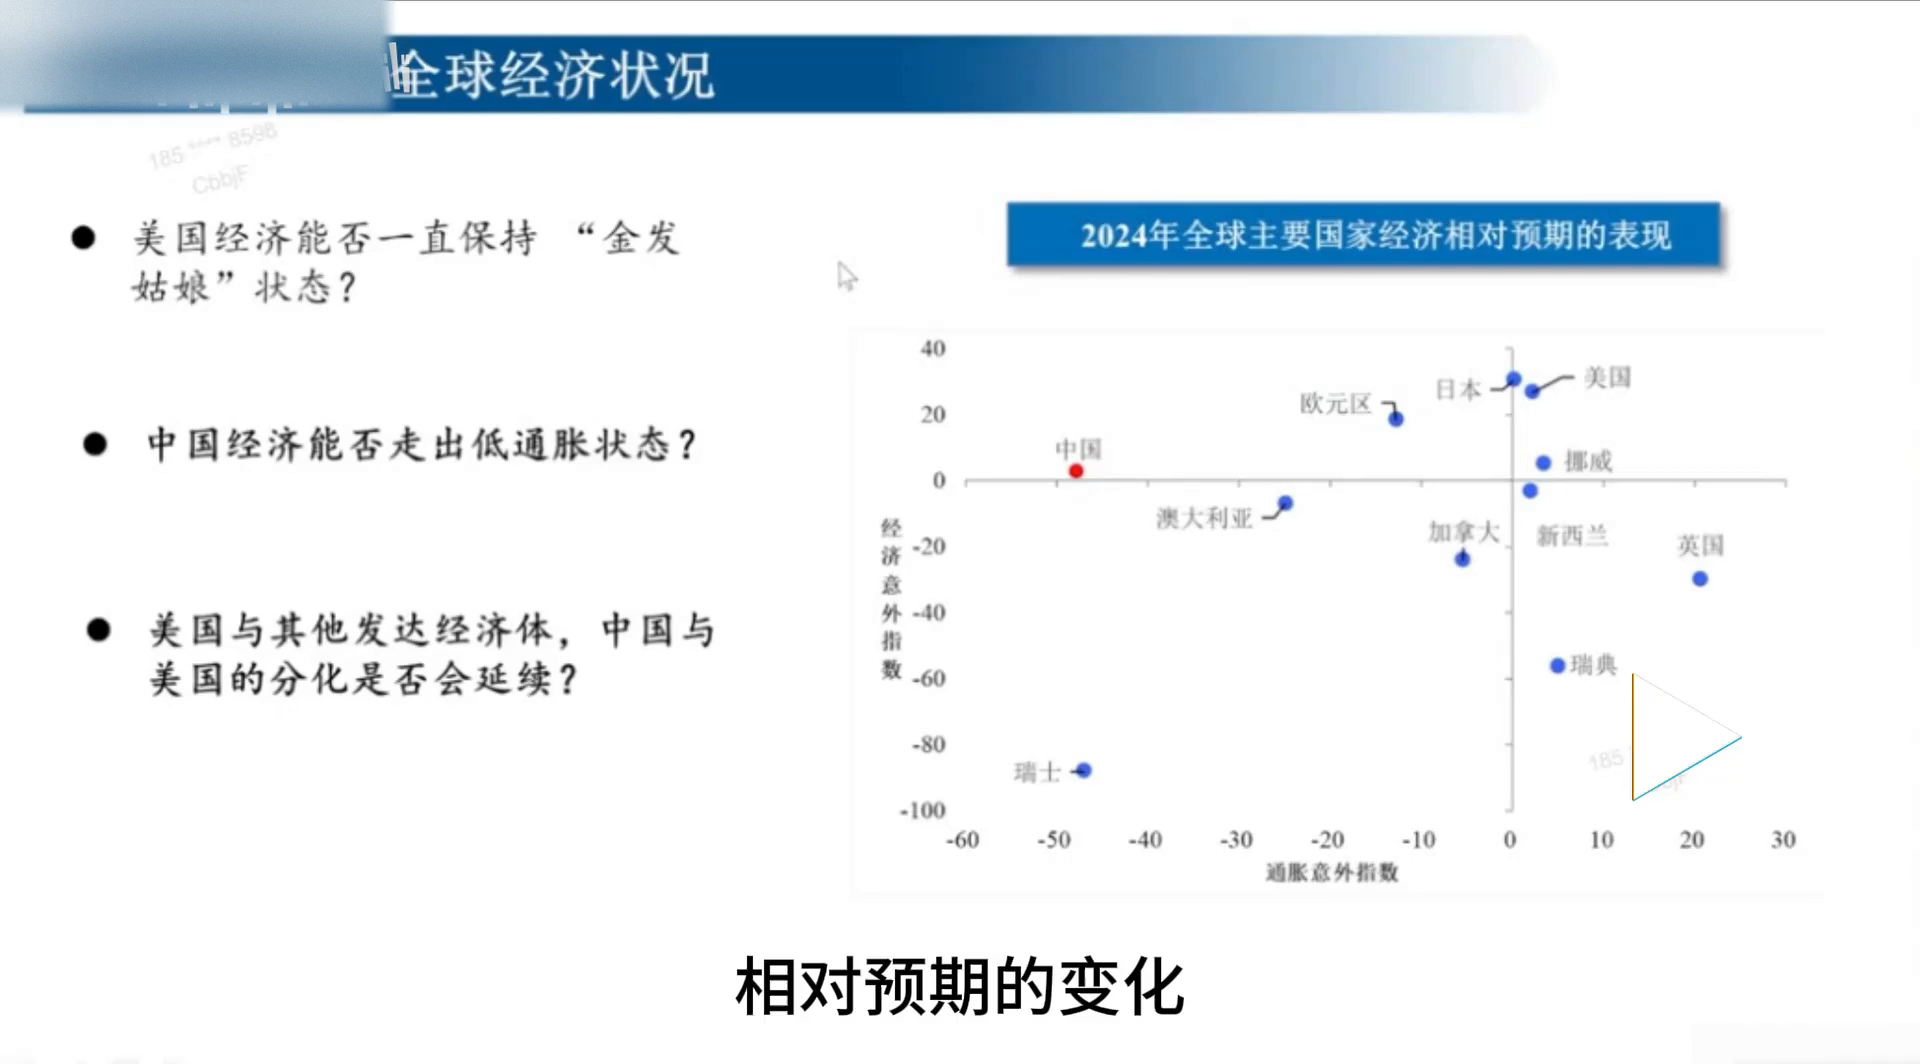 全球经济状况
185 **** 8598
CbbjF
● 美国经济能否一直保持 “金发
姑娘”状态？
● 中国经济能否走出低通胀状态？
● 美国与其他发达经济体，中国与
美国的分化是否会延续？
2024年全球主要国家经济相对预期的表现
40
20
0
-20
-40
-60
-80
-100
经济意外指数
日本
美国
欧元区
中国
挪威
澳大利亚
加拿大
新西兰
英国
瑞典
瑞士
185
-60 -50 -40 -30 -20 -10 0 10 20 30
通胀意外指数
相对预期的变化